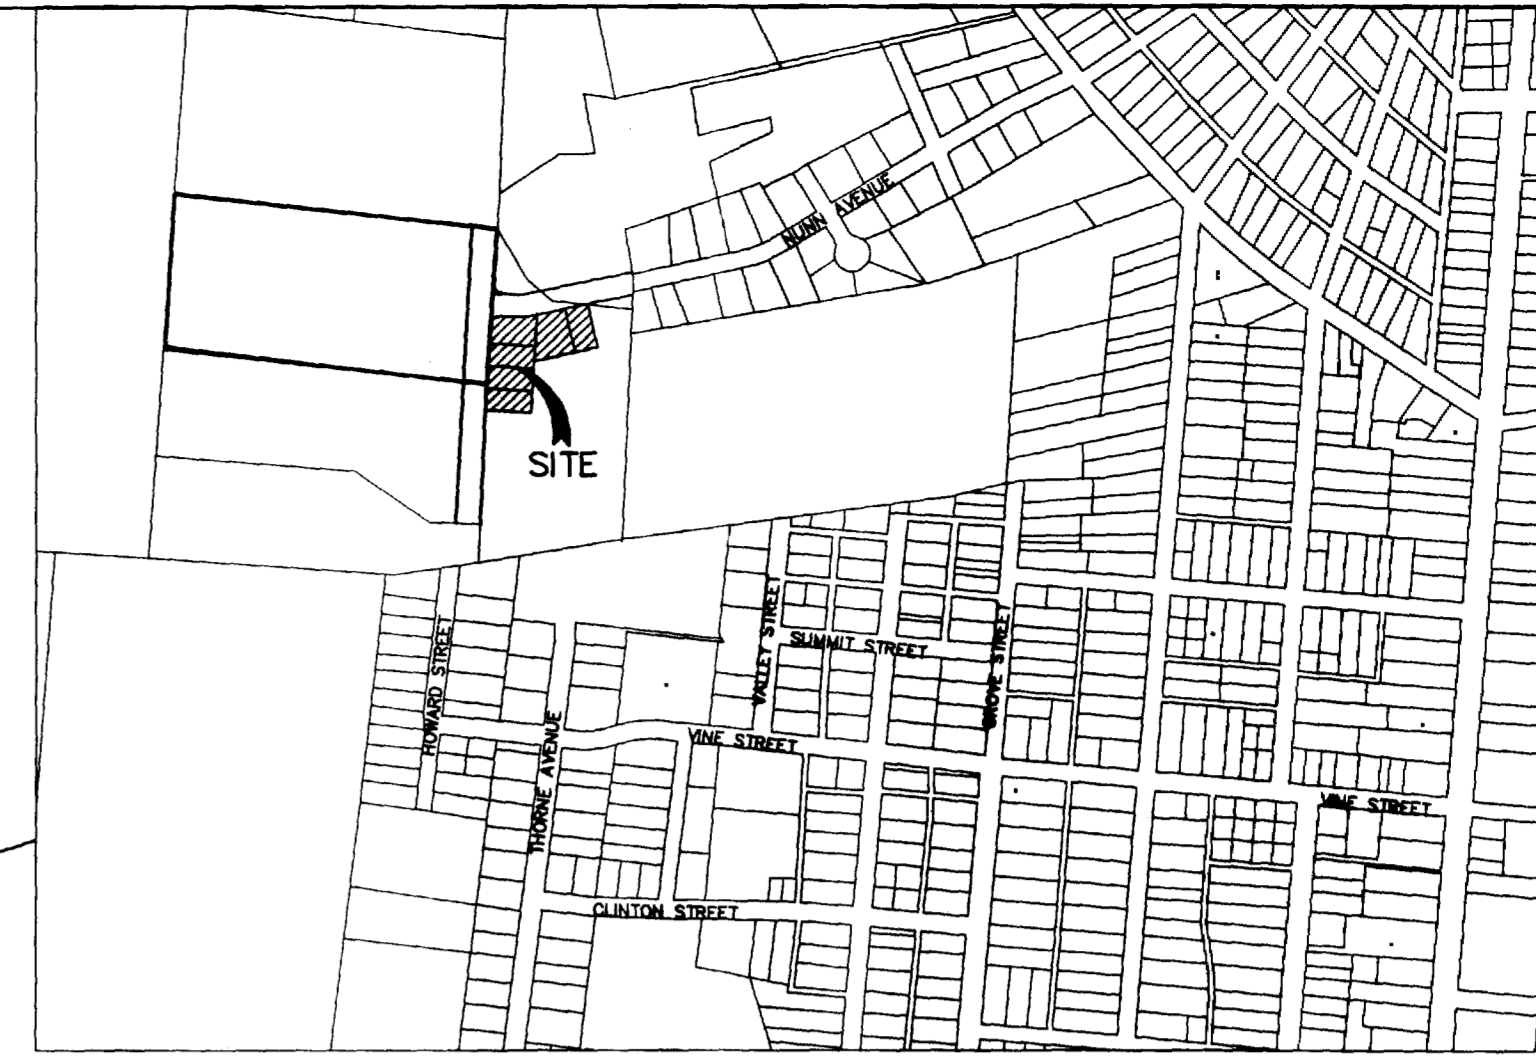 NUNN AVENUE
SITE
VALLEY STREET
SUMMIT STREET
GROVE STREET
HOWARD STREET
THORNE AVENUE
VINE STREET
VINE STREET
CLINTON STREET